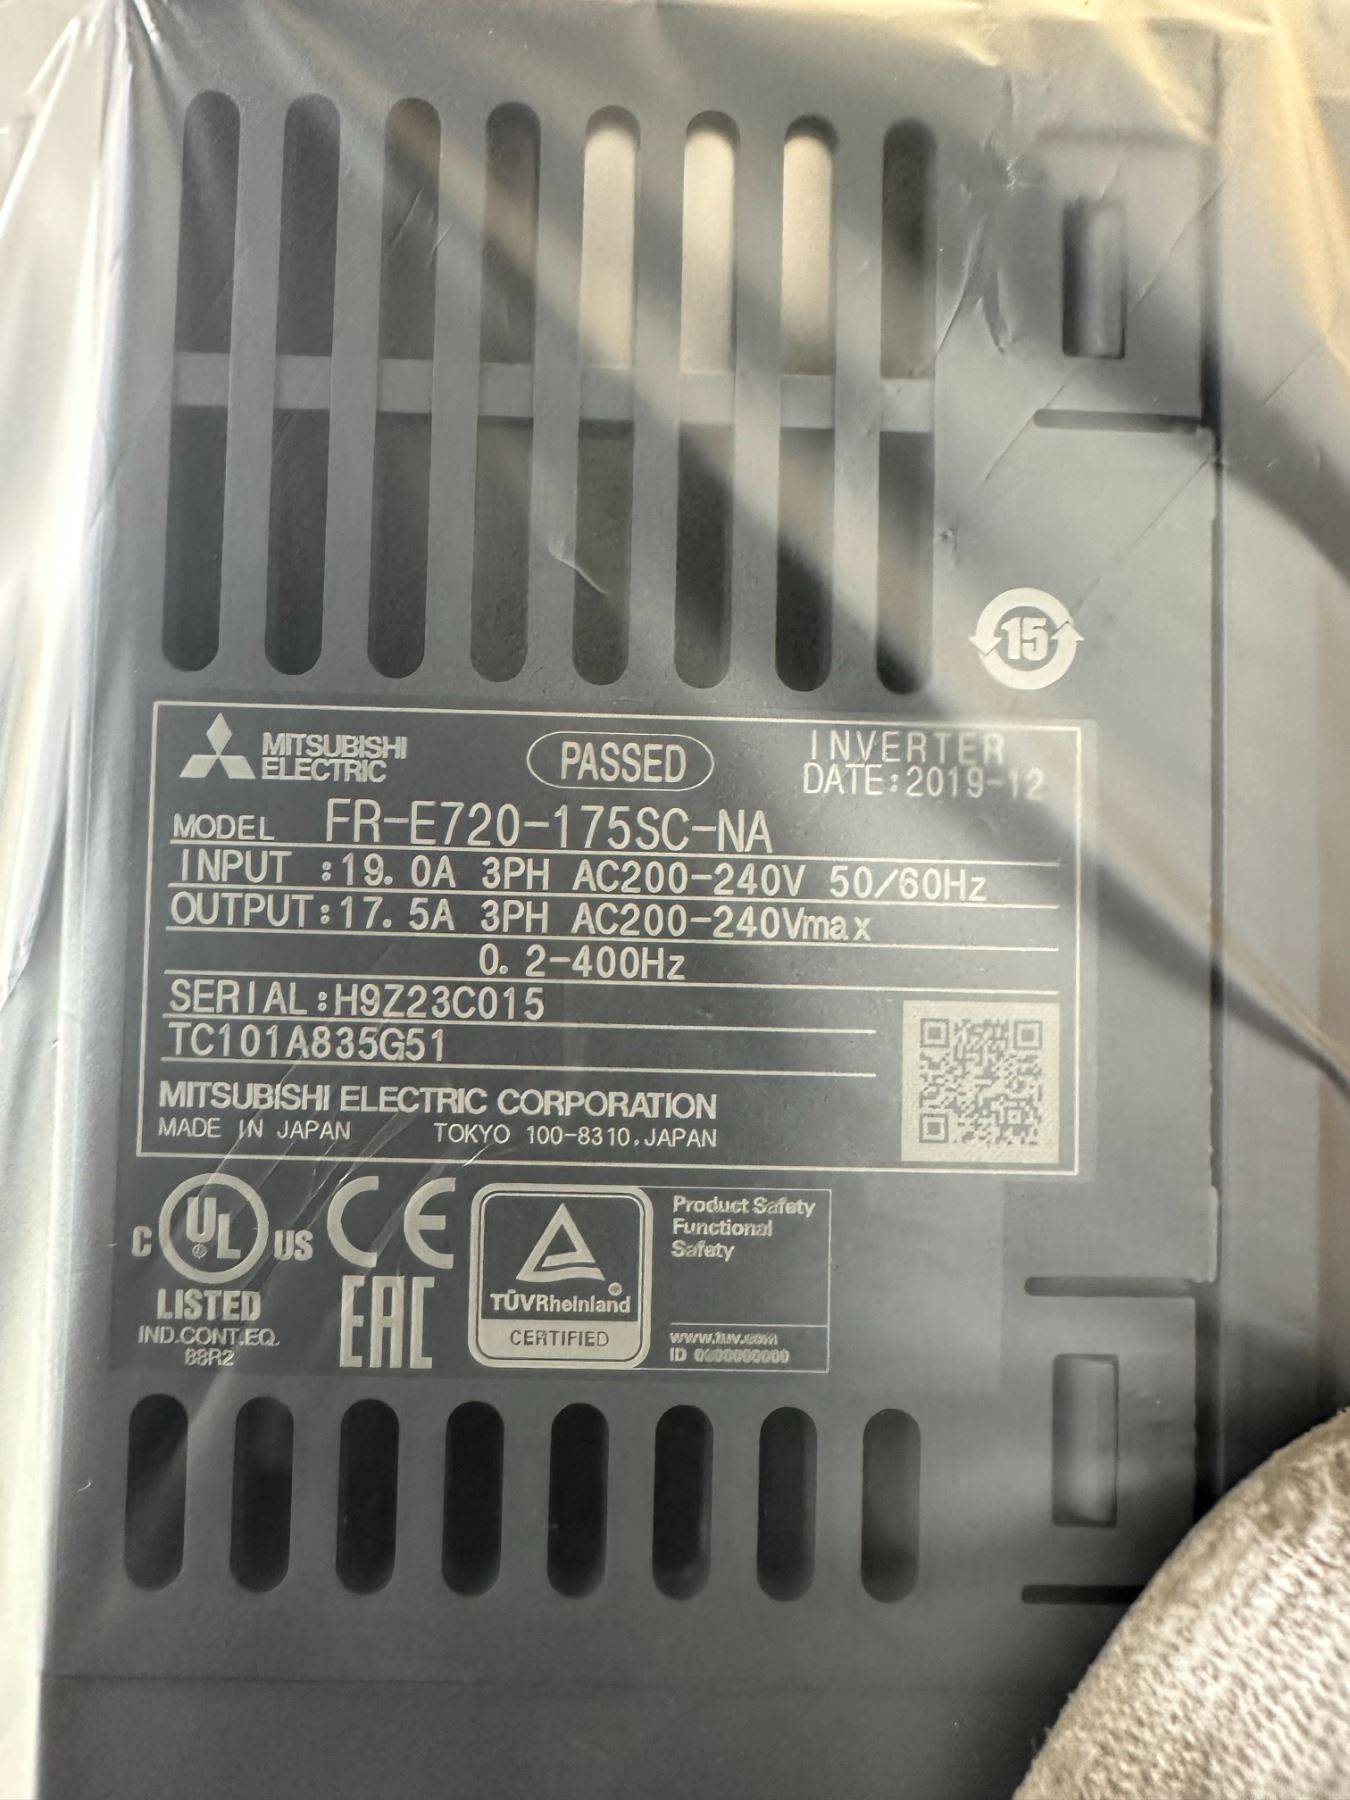 15
MITSUBISHI
ELECTRIC
PASSED
INVERTER
DATE:2019-12
MODEL FR-E720-175SC-NA
INPUT :19.0A 3PH AC200-240V 50/60Hz
OUTPUT:17.5A 3PH AC200-240Vmax
0.2-400Hz
SERIAL:H9Z23C015
TC101A835G51
MITSUBISHI ELECTRIC CORPORATION
MADE IN JAPAN TOKYO 100-8310,JAPAN
C UL US
LISTED
IND.CONT.EQ.
88R2
CE
EAC
TÜVRheinland
CERTIFIED
Product Safety
Functional
Safety
www.tuv.com
ID